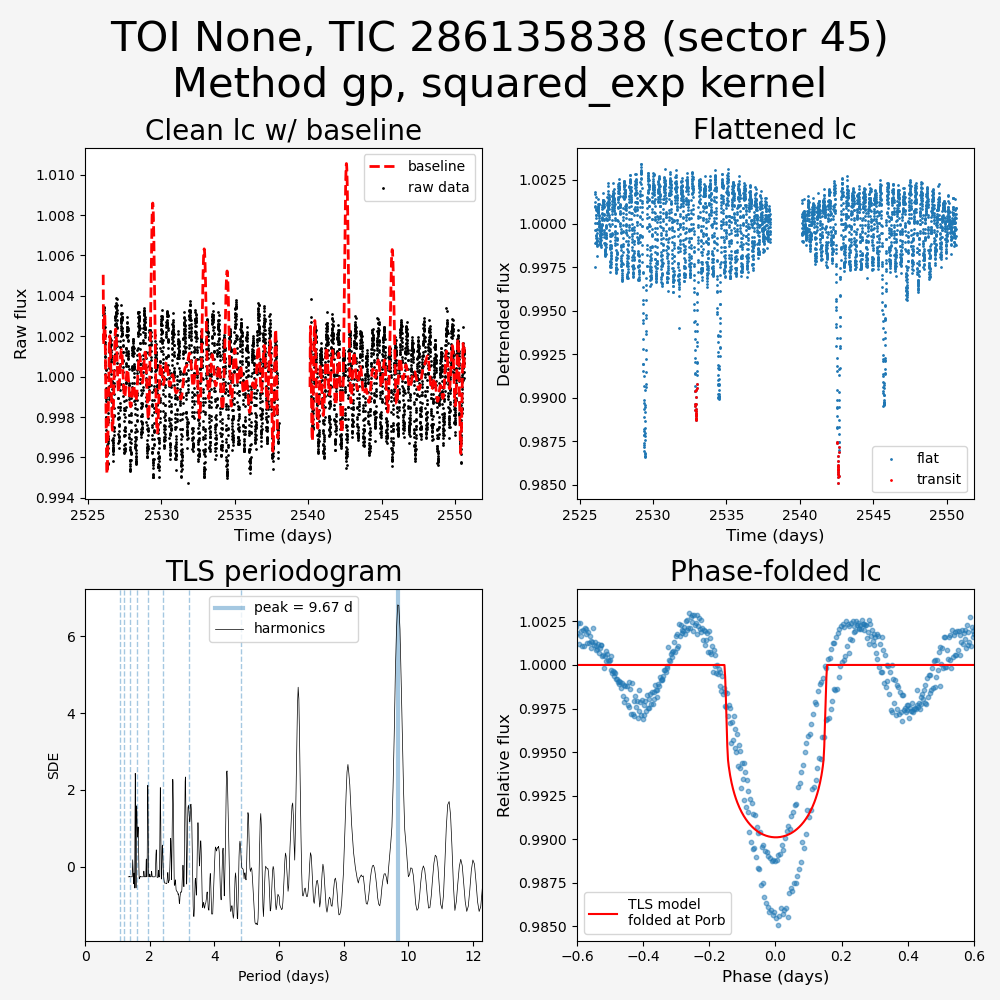 TOI None, TIC 286135838 (sector 45)
Method gp, squared_exp kernel
Clean lc w/ baseline
baseline
raw data
Raw flux
1.010
1.008
1.006
1.004
1.002
1.000
0.998
0.996
0.994
2525
2530
2535
2540
2545
2550
Time (days)
Flattened lc
flat
transit
Detrended flux
1.0025
1.0000
0.9975
0.9950
0.9925
0.9900
0.9875
0.9850
2525
2530
2535
2540
2545
2550
Time (days)
TLS periodogram
peak = 9.67 d
harmonics
SDE
6
4
2
0
0
2
4
6
8
10
12
Period (days)
Phase-folded lc
Relative flux
1.0025
1.0000
0.9975
0.9950
0.9925
0.9900
0.9875
0.9850
TLS model
folded at Porb
−0.6
−0.4
−0.2
0.0
0.2
0.4
0.6
Phase (days)